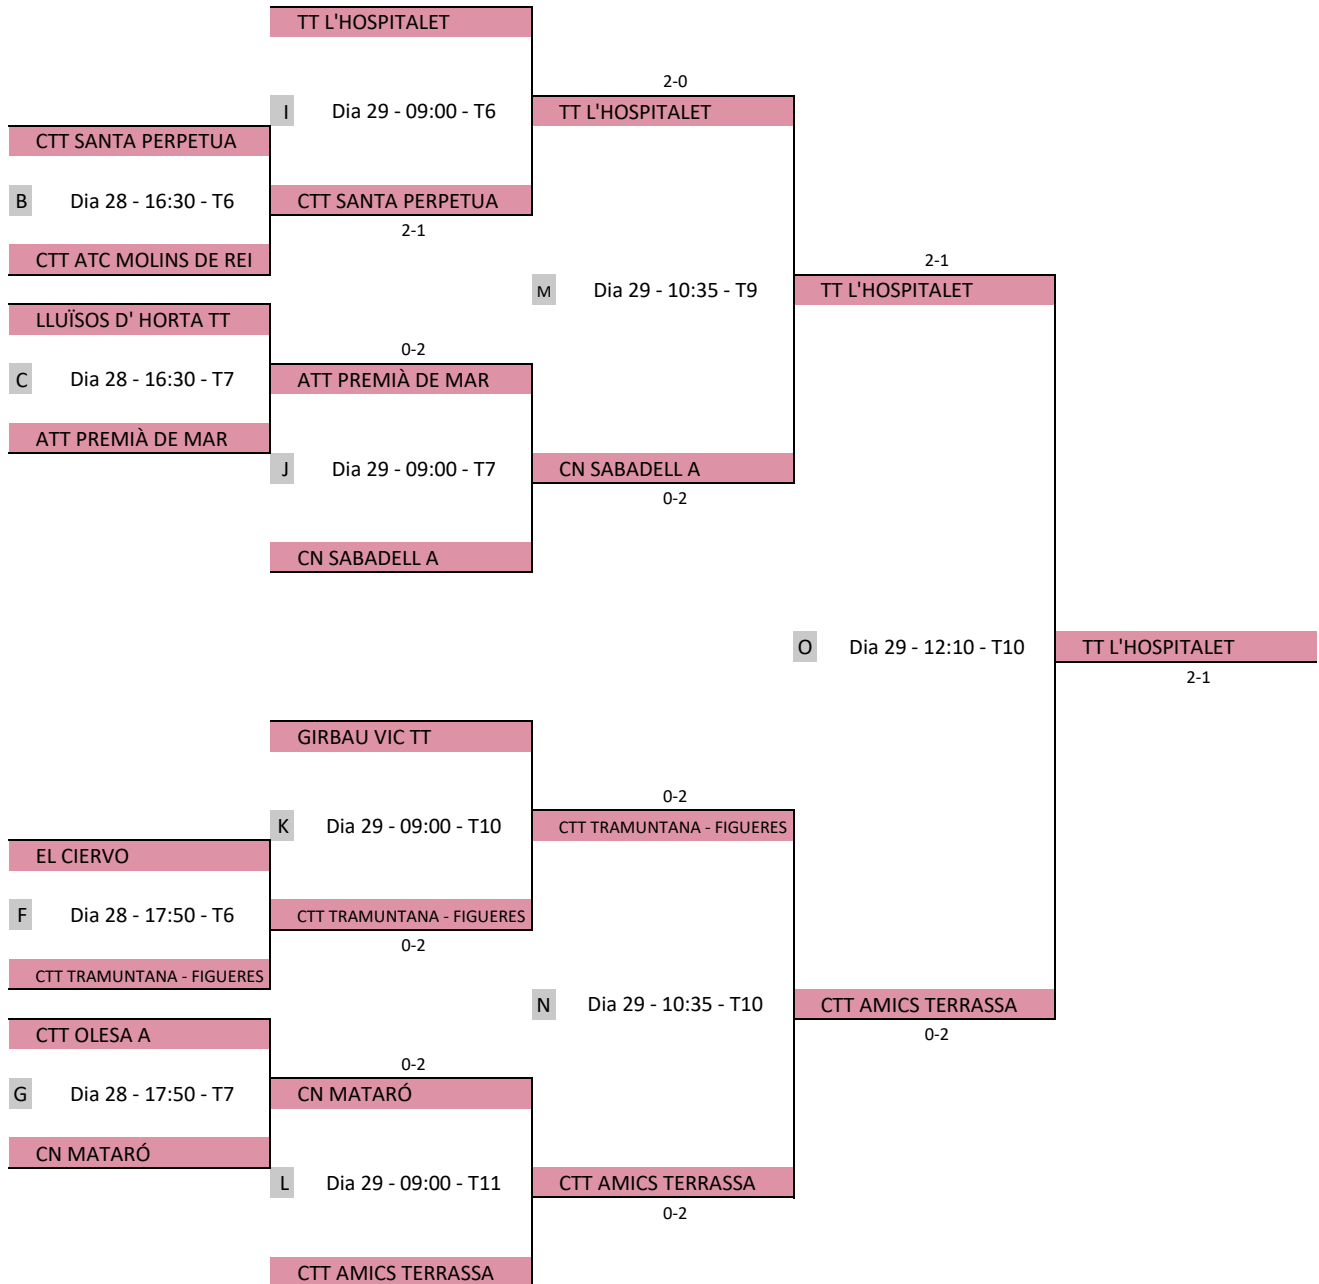 TT L'HOSPITALET
2-0
I Dia 29 - 09:00 - T6
TT L'HOSPITALET
CTT SANTA PERPETUA
B Dia 28 - 16:30 - T6
CTT SANTA PERPETUA
2-1
CTT ATC MOLINS DE REI
2-1
M Dia 29 - 10:35 - T9
TT L'HOSPITALET
LLUÏSOS D' HORTA TT
0-2
C Dia 28 - 16:30 - T7
ATT PREMIÀ DE MAR
ATT PREMIÀ DE MAR
J Dia 29 - 09:00 - T7
CN SABADELL A
0-2
CN SABADELL A
O Dia 29 - 12:10 - T10
TT L'HOSPITALET
2-1
GIRBAU VIC TT
0-2
K Dia 29 - 09:00 - T10
CTT TRAMUNTANA - FIGUERES
EL CIERVO
F Dia 28 - 17:50 - T6
CTT TRAMUNTANA - FIGUERES
0-2
CTT TRAMUNTANA - FIGUERES
N Dia 29 - 10:35 - T10
CTT AMICS TERRASSA
0-2
CTT OLESA A
0-2
G Dia 28 - 17:50 - T7
CN MATARÓ
CN MATARÓ
L Dia 29 - 09:00 - T11
CTT AMICS TERRASSA
0-2
CTT AMICS TERRASSA